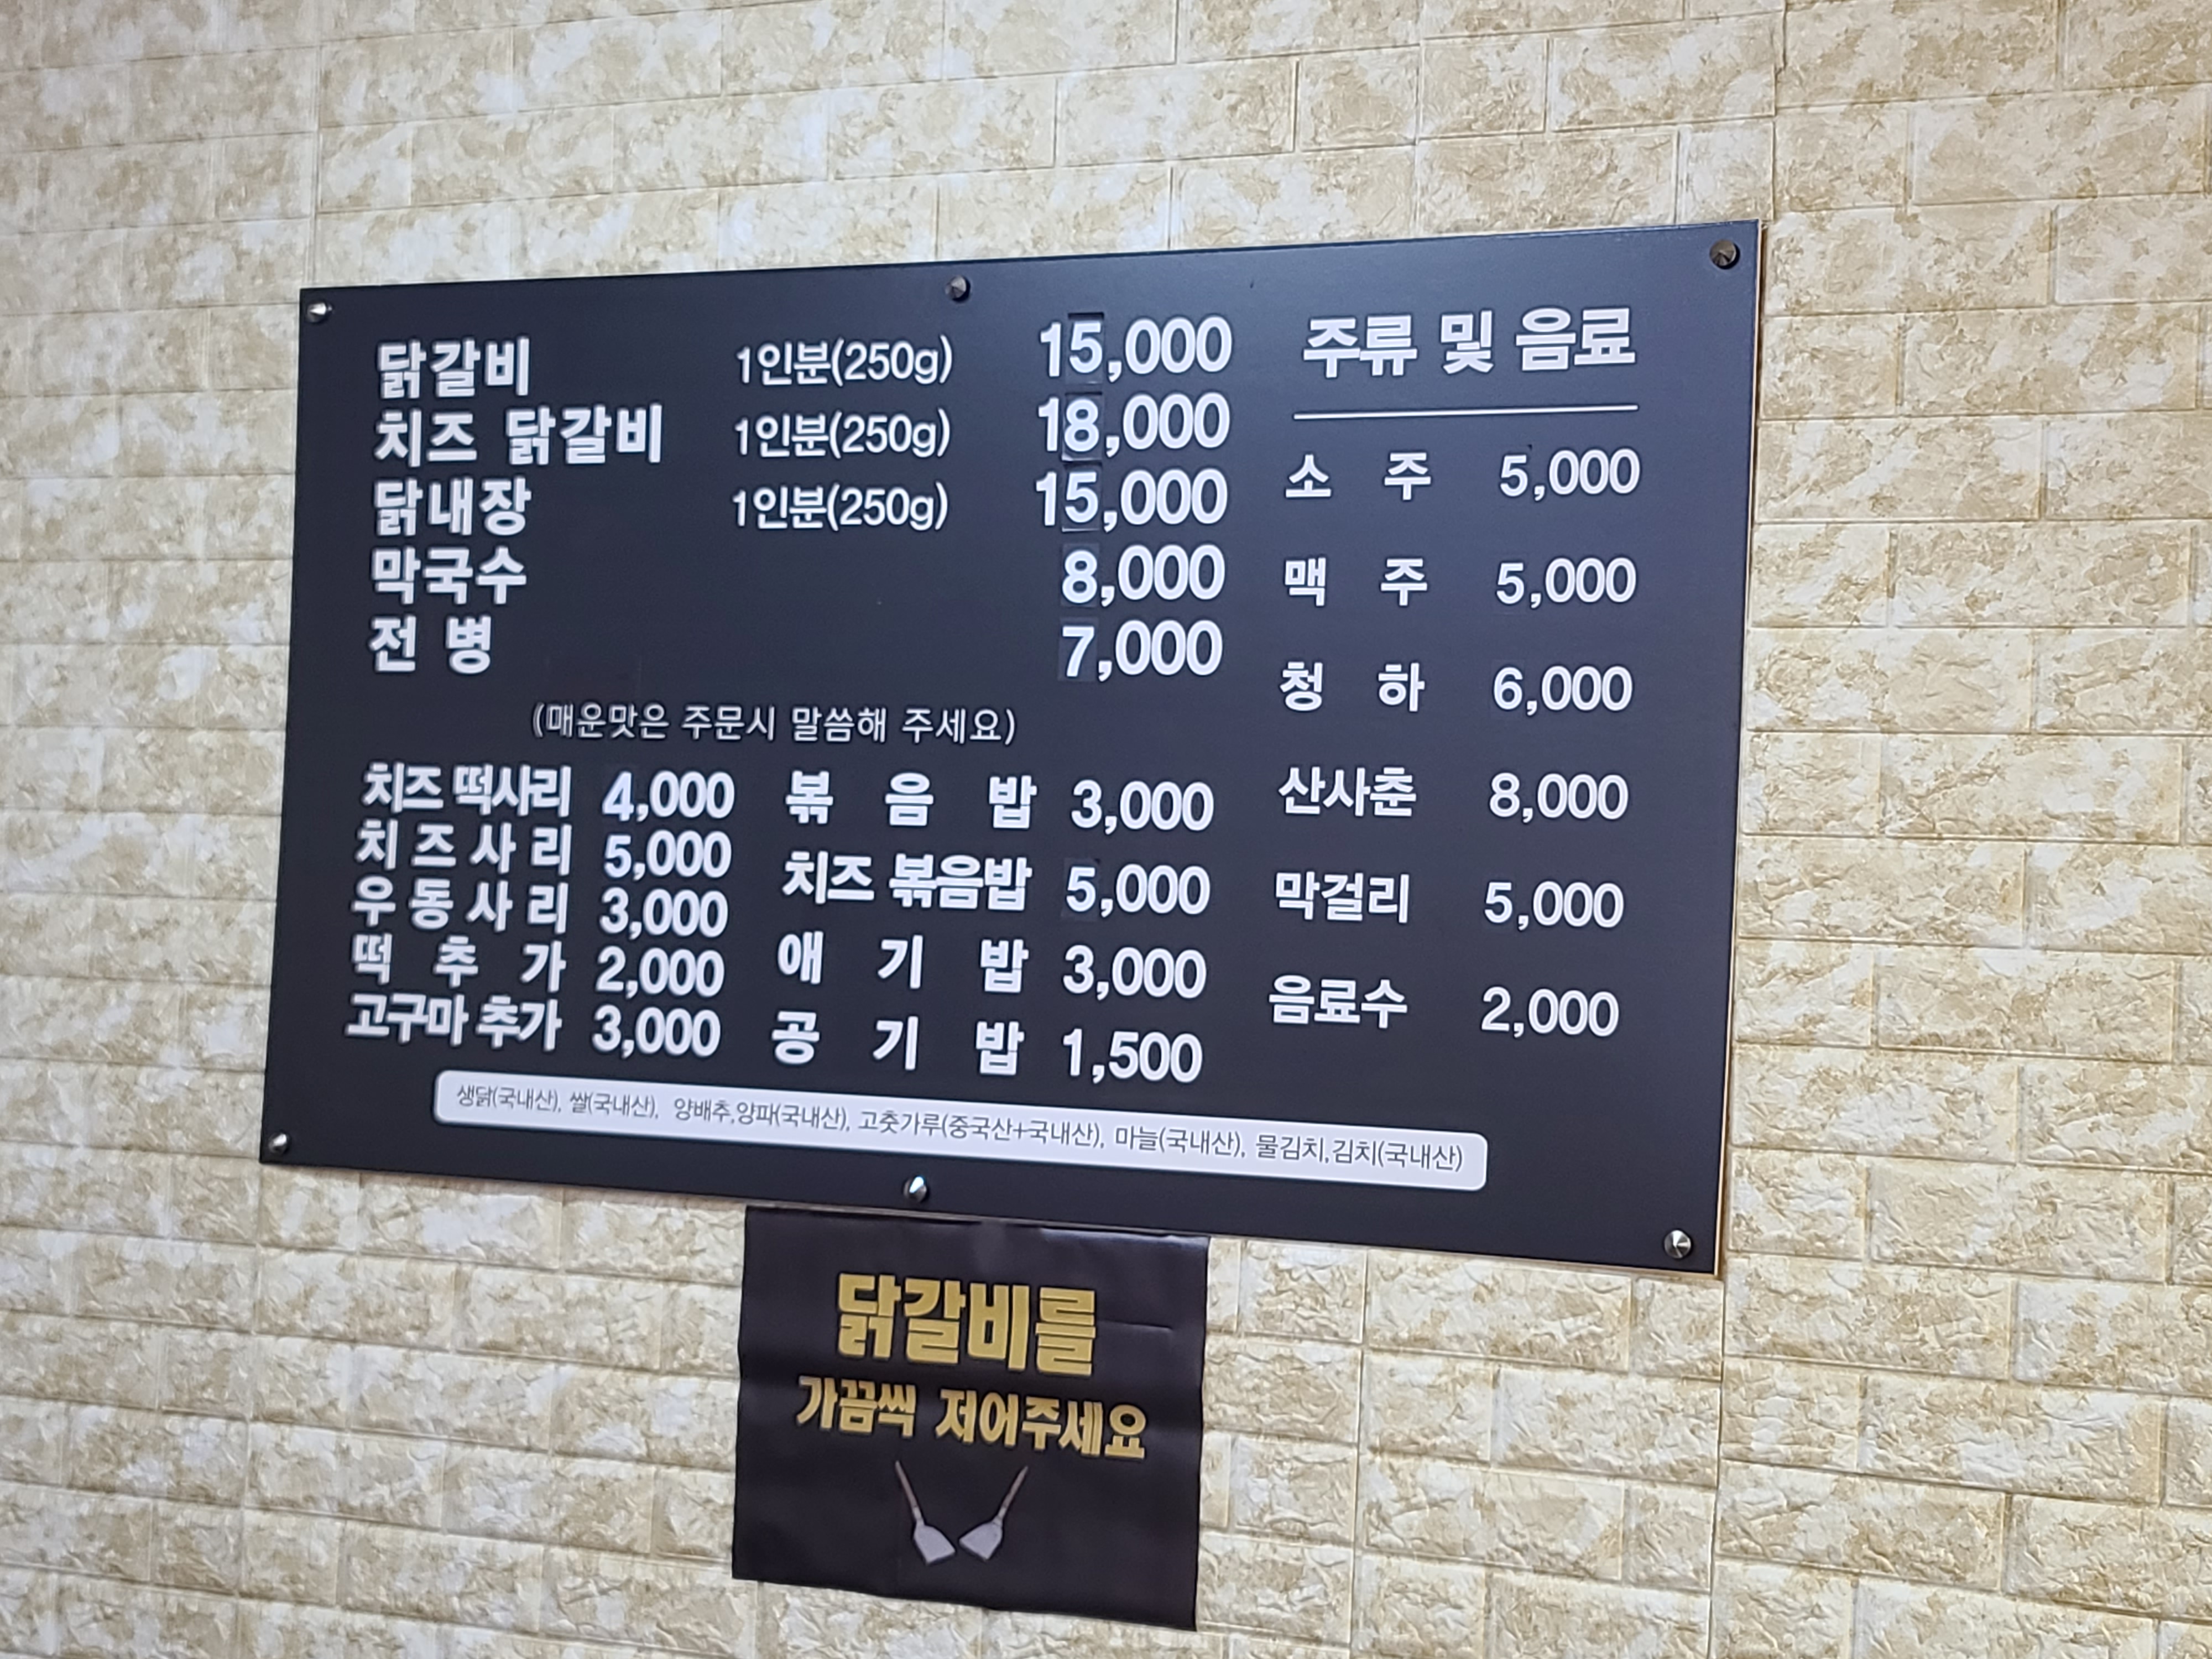 닭갈비 1인분(250g) 15,000
치즈 닭갈비 1인분(250g) 18,000
닭내장 1인분(250g) 15,000
막국수 8,000
전 병 7,000
(매운맛은 주문시 말씀해 주세요)
치즈 떡사리 4,000
치 즈 사 리 5,000
우 동 사 리 3,000
떡 추 가 2,000
고구마 추가 3,000
볶 음 밥 3,000
치즈 볶음밥 5,000
애 기 밥 3,000
공 기 밥 1,500
주류 및 음료
소 주 5,000
맥 주 5,000
청 하 6,000
산사춘 8,000
막걸리 5,000
음료수 2,000
생닭(국내산), 쌀(국내산), 양배추,양파(국내산), 고춧가루(중국산+국내산), 마늘(국내산), 물김치,김치(국내산)
닭갈비를
가끔씩 저어주세요